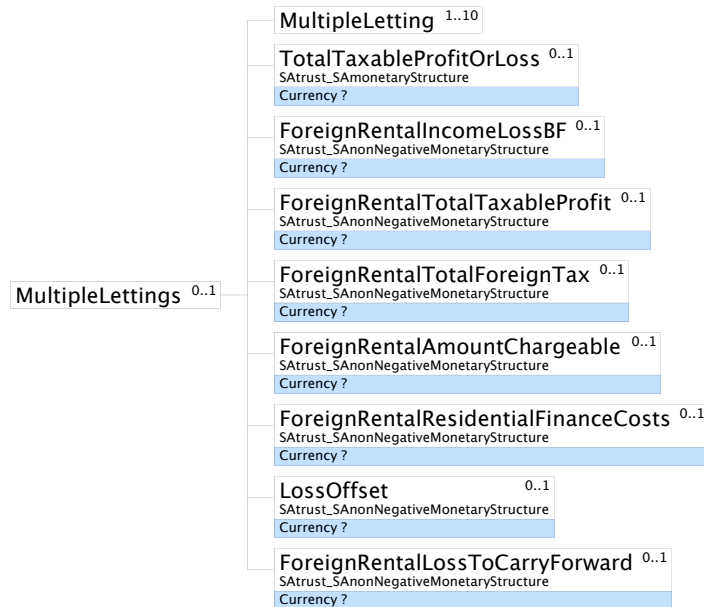 MultipleLetting 1..10
TotalTaxableProfitOrLoss 0..1
SAtrust_SAmonetaryStructure
Currency ?
ForeignRentalIncomeLossBF 0..1
SAtrust_SAnonNegativeMonetaryStructure
Currency ?
ForeignRentalTotalTaxableProfit 0..1
SAtrust_SAnonNegativeMonetaryStructure
Currency ?
MultipleLettings 0..1
ForeignRentalTotalForeignTax 0..1
SAtrust_SAnonNegativeMonetaryStructure
Currency ?
ForeignRentalAmountChargeable 0..1
SAtrust_SAnonNegativeMonetaryStructure
Currency ?
ForeignRentalResidentialFinanceCosts 0..1
SAtrust_SAnonNegativeMonetaryStructure
Currency ?
LossOffset 0..1
SAtrust_SAnonNegativeMonetaryStructure
Currency ?
ForeignRentalLossToCarryForward 0..1
SAtrust_SAnonNegativeMonetaryStructure
Currency ?